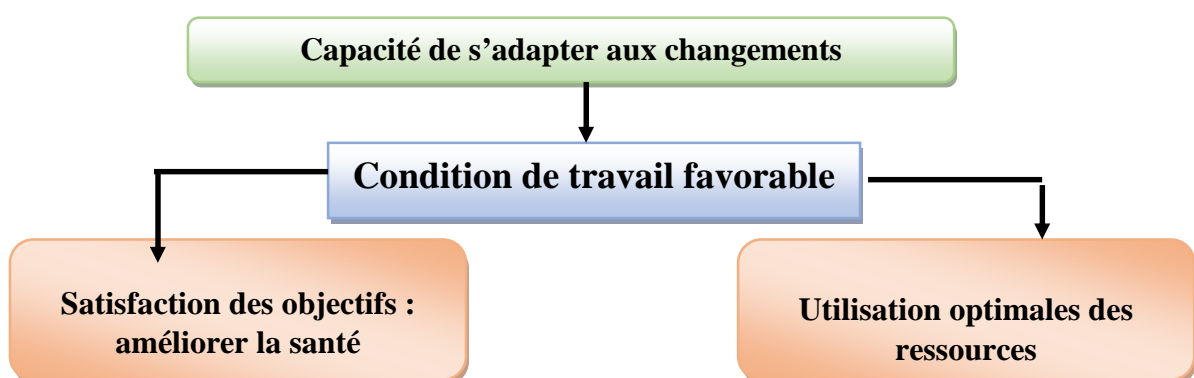 Capacité de s’adapter aux changements
Condition de travail favorable
Satisfaction des objectifs :
améliorer la santé
Utilisation optimales des
ressources